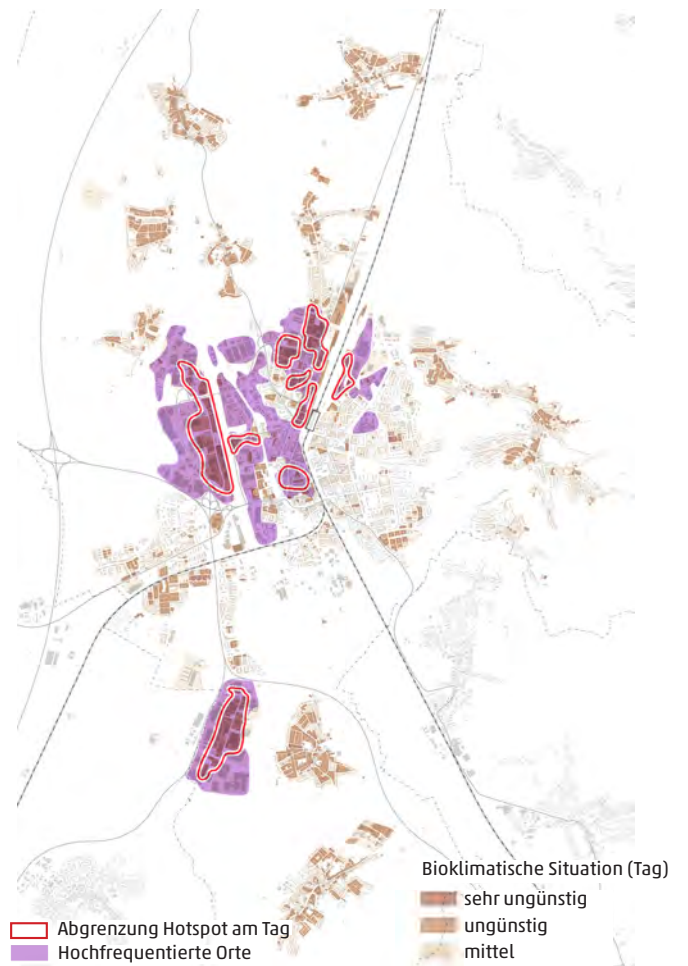 Bioklimatische Situation (Tag)
sehr ungünstig
ungünstig
mittel
Abgrenzung Hotspot am Tag
Hochfrequentierte Orte